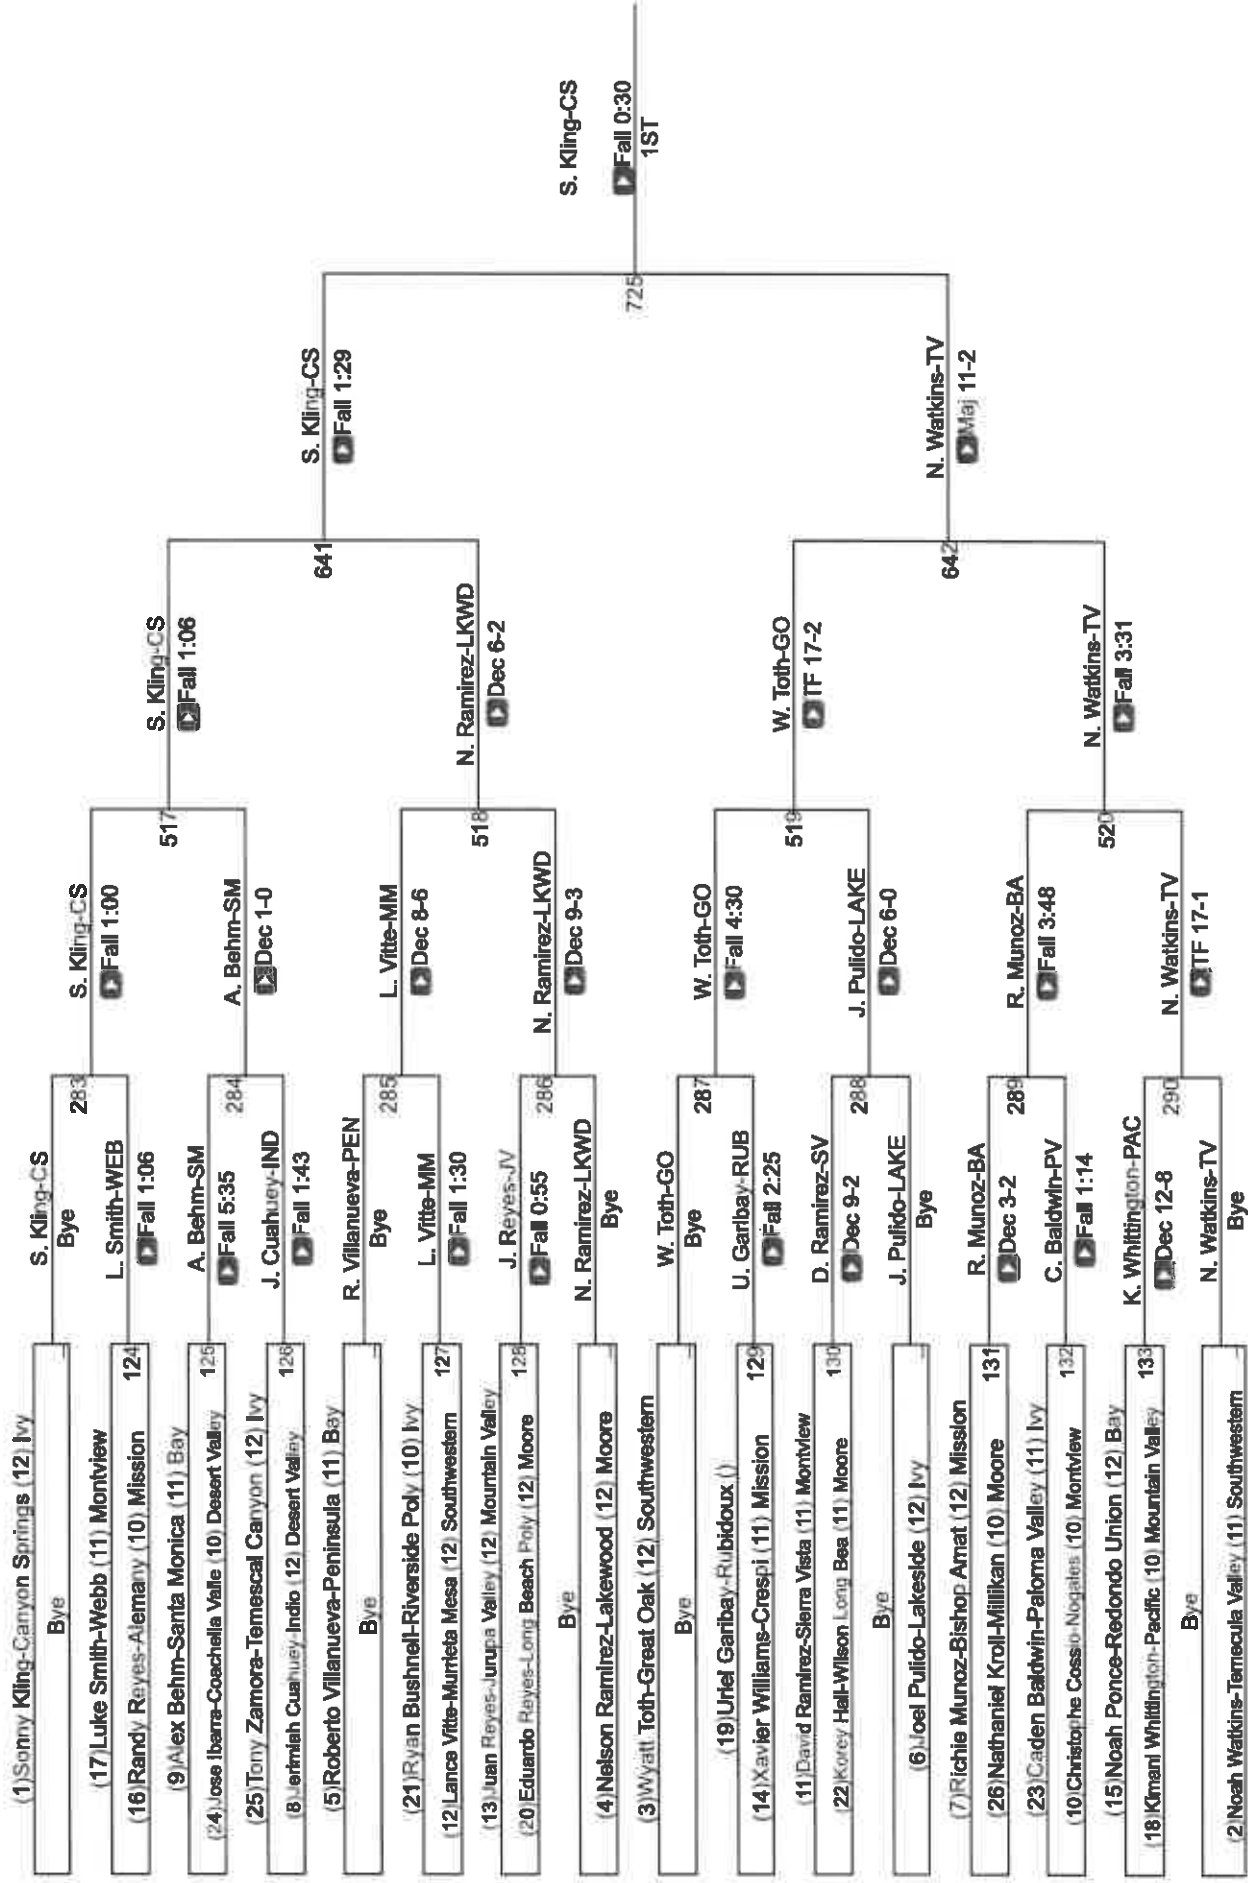 (1)Sonny Kling-Canyon Springs (12) Ivy
Bye
(17)Luke Smith-Webb (11) Montview
124
(16)Randy Reyes-Alemany (10) Mission
(9)Alex Behm-Santa Monica (11) Bay
125
(24)Jose Ibarra-Coachella Valle (10) Desert Valley
(25)Tony Zamora-Temescal Canyon (12) Ivy
126
(8)Jerimiah Cuahuey-Indio (12) Desert Valley
(5)Roberto Villanueva-Peninsula (11) Bay
Bye
(21)Ryan Bushnell-Riverside Poly (10) Ivy
127
(12)Lance Vitte-Murrieta Mesa (12) Southwestern
(13)Juan Reyes-Jurupa Valley (12) Mountain Valley
128
(20)Eduardo Reyes-Long Beach Poly (12) Moore
Bye
(4)Nelson Ramirez-Lakewood (12) Moore
(3)Wyatt Toth-Great Oak (12) Southwestern
Bye
(19)Uriel Garibay-Rubidoux ()
129
(14)Xavier Williams-Crespi (11) Mission
(11)David Ramirez-Sierra Vista (11) Montview
130
(22)Korey Hall-Wilson Long Bea (11) Moore
Bye
(6)Joel Pulido-Lakeside (12) Ivy
(7)Richie Munoz-Bishop Amat (12) Mission
131
(26)Nathaniel Kroll-Millikan (10) Moore
(23)Caden Baldwin-Paloma Valley (11) Ivy
132
(10)Christophe Cossio-Nogales (10) Montview
(15)Noah Ponce-Redondo Union (12) Bay
133
(18)Kimani Whittington-Pacific (10) Mountain Valley
Bye
(2)Noah Watkins-Temecula Valley (11) Southwestern
S. Kling-CS
Bye
283
L. Smith-WEB
Fall 1:06
A. Behm-SM
Fall 5:35
284
J. Cuahuey-IND
Fall 1:43
R. Villanueva-PEN
Bye
285
L. Vitte-MM
Fall 1:30
J. Reyes-JV
Fall 0:55
286
N. Ramirez-LKWD
Bye
W. Toth-GO
Bye
287
U. Garibay-RUB
Fall 2:25
D. Ramirez-SV
Dec 9-2
288
J. Pulido-LAKE
Bye
R. Munoz-BA
Dec 3-2
289
C. Baldwin-PV
Fall 1:14
K. Whittington-PAC
Dec 12-8
290
N. Watkins-TV
Bye
S. Kling-CS
Fall 1:00
517
A. Behm-SM
Dec 1-0
L. Vitte-MM
Dec 8-6
518
N. Ramirez-LKWD
Dec 9-3
W. Toth-GO
Fall 4:30
519
J. Pulido-LAKE
Dec 6-0
R. Munoz-BA
Fall 3:48
520
N. Watkins-TV
TF 17-1
S. Kling-CS
Fall 1:06
641
N. Ramirez-LKWD
Dec 6-2
W. Toth-GO
TF 17-2
642
N. Watkins-TV
Fall 3:31
S. Kling-CS
Fall 1:29
725
N. Watkins-TV
Maj 11-2
S. Kling-CS
Fall 0:30
1ST